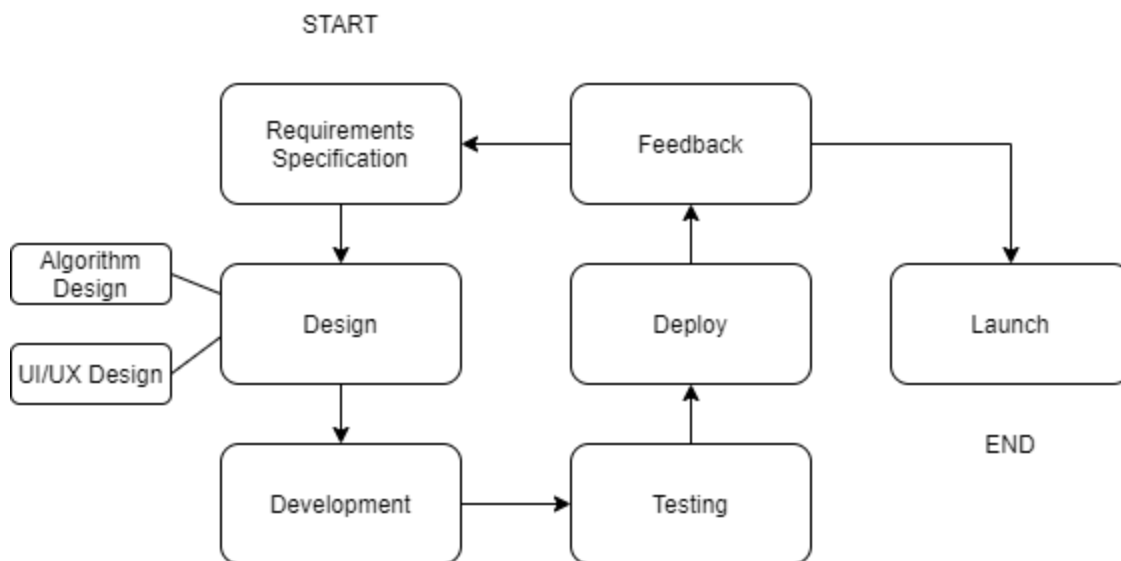 START
Requirements
Specification
Feedback
Algorithm
Design
Design
Deploy
Launch
UI/UX Design
END
Development
Testing